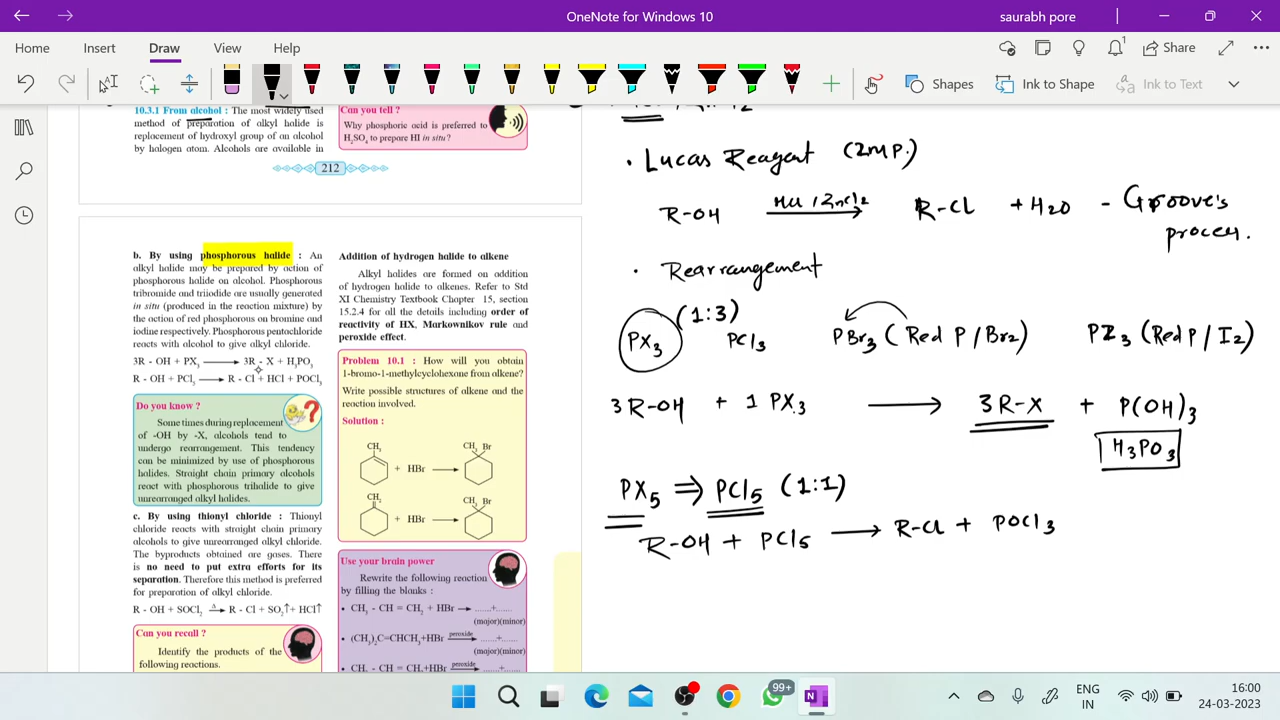 OneNote for Windows 10
saurabh pore
Home Insert Draw View Help
Share
Shapes
Ink to Shape
Ink to Text
10.3.1 From alcohol : The most widely used
method of preparation of alkyl halide is
replacement of hydroxyl group of an alcohol
by halogen atom. Alcohols are available in
Can you tell ?
Why phosphoric acid is preferred to
H2SO4 to prepare HI in situ?
212
b. By using phosphorous halide : An
alkyl halide may be prepared by action of
phosphorous halide on alcohol. Phosphorous
tribromide and triiodide are usually generated
in situ (produced in the reaction mixture) by
the action of red phosphorous on bromine and
iodine respectively. Phosphorous pentachloride
reacts with alcohol to give alkyl chloride.
3R - OH + PX3 ⟶ 3R - X + H3PO3
R - OH + PCl5 ⟶ R - Cl + HCl + POCl3
Do you know ?
Some times during replacement
of -OH by -X, alcohols tend to
undergo rearrangement. This tendency
can be minimized by use of phosphorous
halides. Straight chain primary alcohols
react with phosphorous trihalide to give
unrearranged alkyl halides.
c. By using thionyl chloride : Thionyl
chloride reacts with straight chain primary
alcohols to give unrearranged alkyl chloride.
The byproducts obtained are gases. There
is no need to put extra efforts for its
separation. Therefore this method is preferred
for preparation of alkyl chloride.
R - OH + SOCl2 Δ⟶ R - Cl + SO2↑+ HCl↑
Can you recall ?
Identify the products of the
following reactions.
Addition of hydrogen halide to alkene
Alkyl halides are formed on addition
of hydrogen halide to alkenes. Refer to Std
XI Chemistry Textbook Chapter 15, section
15.2.4 for all the details including order of
reactivity of HX, Markownikov rule and
peroxide effect.
Problem 10.1 : How will you obtain
1-bromo-1-methylcyclohexane from alkene?
Write possible structures of alkene and the
reaction involved.
Solution :
CH3 CH3 Br
+ HBr ⟶
CH2 CH3 Br
+ HBr ⟶
Use your brain power
Rewrite the following reaction
by filling the blanks :
• CH3 - CH = CH2 + HBr ⟶ ......+......
(major)(minor)
• (CH3)2C=CHCH3+HBr peroxide⟶ ......+......
(major)(minor)
peroxide
• Lucas Reagent (2MP.)
R-OH HCl/ZnCl2⟶ R-Cl + H2O - Groove's
process.
• Rearrangement
(1:3)
PX3 PCl3 PBr3 (Red P/Br2) PI3 (Red P/I2)
3R-OH + 1 PX3 ⟶ 3R-X + P(OH)3
H3PO3
PX5 ⇒ PCl5 (1:1)
R-OH + PCl5 ⟶ R-Cl + POCl3
99+
ENG
IN
16:00
24-03-2023